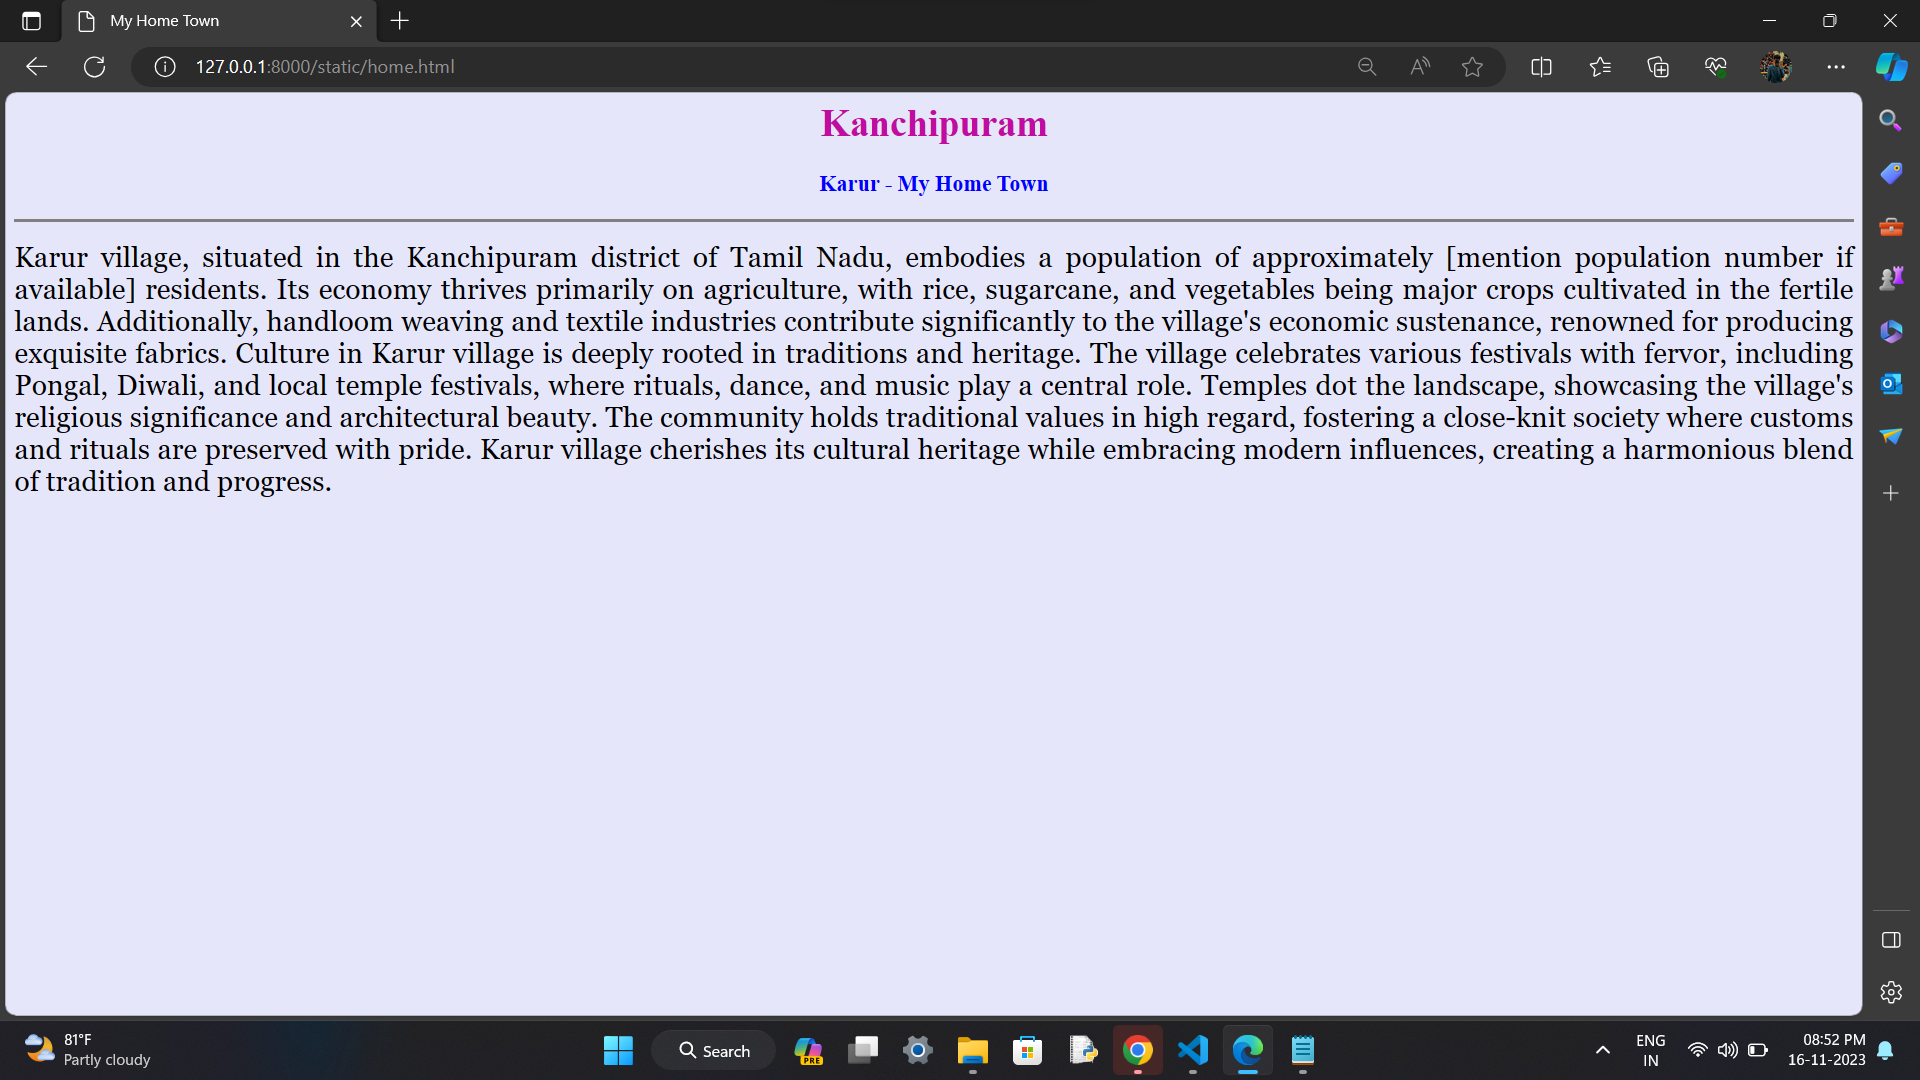 My Home Town
127.0.0.1:8000/static/home.html
Kanchipuram
Karur - My Home Town
Karur village, situated in the Kanchipuram district of Tamil Nadu, embodies a population of approximately [mention population number if
available] residents. Its economy thrives primarily on agriculture, with rice, sugarcane, and vegetables being major crops cultivated in the fertile
lands. Additionally, handloom weaving and textile industries contribute significantly to the village's economic sustenance, renowned for producing
exquisite fabrics. Culture in Karur village is deeply rooted in traditions and heritage. The village celebrates various festivals with fervor, including
Pongal, Diwali, and local temple festivals, where rituals, dance, and music play a central role. Temples dot the landscape, showcasing the village's
religious significance and architectural beauty. The community holds traditional values in high regard, fostering a close-knit society where customs
and rituals are preserved with pride. Karur village cherishes its cultural heritage while embracing modern influences, creating a harmonious blend
of tradition and progress.
81°F
Partly cloudy
Search
PRE
ENG
IN
08:52 PM
16-11-2023